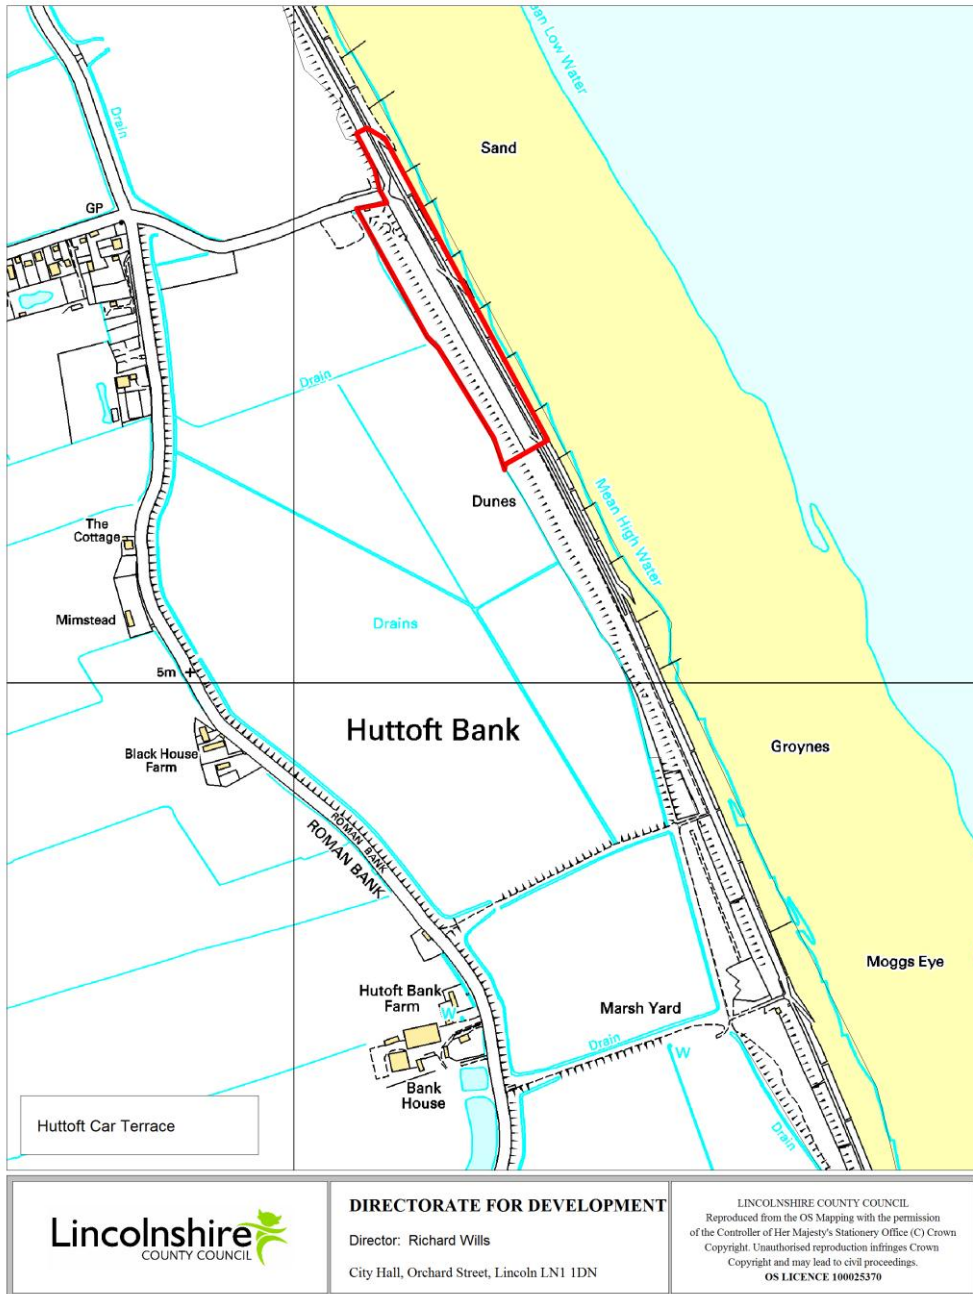 Mean Low Water
Sand
Drain
GP
Drain
Dunes
Mean High Water
The
Cottage
Drains
Mimstead
5m
Huttoft Bank
Groynes
Black House
Farm
ROMAN BANK
ROMAN BANK
Moggs Eye
Hutoft Bank
Farm
W
Marsh Yard
Drain
W
Bank
House
Drain
Huttoft Car Terrace
Lincolnshire
COUNTY COUNCIL
DIRECTORATE FOR DEVELOPMENT
Director: Richard Wills
City Hall, Orchard Street, Lincoln LN1 1DN
LINCOLNSHIRE COUNTY COUNCIL
Reproduced from the OS Mapping with the permission
of the Controller of Her Majesty's Stationery Office (C) Crown
Copyright. Unauthorised reproduction infringes Crown
Copyright and may lead to civil proceedings.
OS LICENCE 100025370